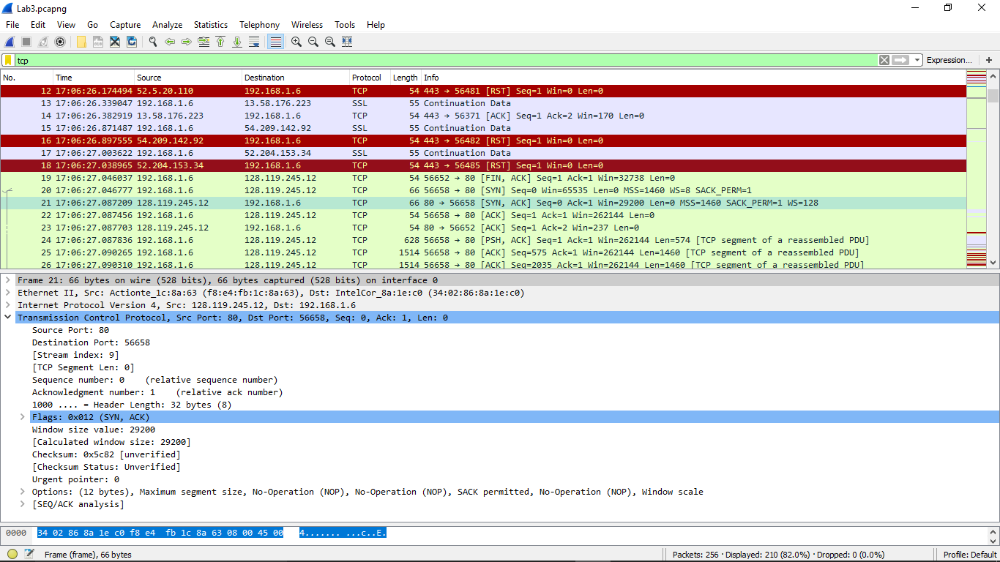 Lab3.pcapng
File Edit View Go Capture Analyze Statistics Telephony Wireless Tools Help
tcp Expression... +
No. Time Source Destination Protocol Length Info
12 17:06:26.174494 52.5.20.110 192.168.1.6 TCP 54 443 → 56481 [RST] Seq=1 Win=0 Len=0
13 17:06:26.339047 192.168.1.6 13.58.176.223 SSL 55 Continuation Data
14 17:06:26.382919 13.58.176.223 192.168.1.6 TCP 54 443 → 56371 [ACK] Seq=1 Ack=2 Win=170 Len=0
15 17:06:26.871487 192.168.1.6 54.209.142.92 SSL 55 Continuation Data
16 17:06:26.897555 54.209.142.92 192.168.1.6 TCP 54 443 → 56482 [RST] Seq=1 Win=0 Len=0
17 17:06:27.003622 192.168.1.6 52.204.153.34 SSL 55 Continuation Data
18 17:06:27.038965 52.204.153.34 192.168.1.6 TCP 54 443 → 56485 [RST] Seq=1 Win=0 Len=0
19 17:06:27.046037 192.168.1.6 128.119.245.12 TCP 54 56652 → 80 [FIN, ACK] Seq=1 Ack=1 Win=32738 Len=0
20 17:06:27.046777 192.168.1.6 128.119.245.12 TCP 66 56658 → 80 [SYN] Seq=0 Win=65535 Len=0 MSS=1460 WS=8 SACK_PERM=1
21 17:06:27.087209 128.119.245.12 192.168.1.6 TCP 66 80 → 56658 [SYN, ACK] Seq=0 Ack=1 Win=29200 Len=0 MSS=1460 SACK_PERM=1 WS=128
22 17:06:27.087456 192.168.1.6 128.119.245.12 TCP 54 56658 → 80 [ACK] Seq=1 Ack=1 Win=262144 Len=0
23 17:06:27.087703 128.119.245.12 192.168.1.6 TCP 54 80 → 56652 [ACK] Seq=1 Ack=2 Win=237 Len=0
24 17:06:27.087836 192.168.1.6 128.119.245.12 TCP 628 56658 → 80 [PSH, ACK] Seq=1 Ack=1 Win=262144 Len=574 [TCP segment of a reassembled PDU]
25 17:06:27.090265 192.168.1.6 128.119.245.12 TCP 1514 56658 → 80 [ACK] Seq=575 Ack=1 Win=262144 Len=1460 [TCP segment of a reassembled PDU]
26 17:06:27.090310 192.168.1.6 128.119.245.12 TCP 1514 56658 → 80 [ACK] Seq=2035 Ack=1 Win=262144 Len=1460 [TCP segment of a reassembled PDU]
Frame 21: 66 bytes on wire (528 bits), 66 bytes captured (528 bits) on interface 0
Ethernet II, Src: Actionte_1c:8a:63 (f8:e4:fb:1c:8a:63), Dst: IntelCor_8a:1e:c0 (34:02:86:8a:1e:c0)
Internet Protocol Version 4, Src: 128.119.245.12, Dst: 192.168.1.6
Transmission Control Protocol, Src Port: 80, Dst Port: 56658, Seq: 0, Ack: 1, Len: 0
Source Port: 80
Destination Port: 56658
[Stream index: 9]
[TCP Segment Len: 0]
Sequence number: 0 (relative sequence number)
Acknowledgment number: 1 (relative ack number)
1000 .... = Header Length: 32 bytes (8)
Flags: 0x012 (SYN, ACK)
Window size value: 29200
[Calculated window size: 29200]
Checksum: 0x5c82 [unverified]
[Checksum Status: Unverified]
Urgent pointer: 0
Options: (12 bytes), Maximum segment size, No-Operation (NOP), No-Operation (NOP), SACK permitted, No-Operation (NOP), Window scale
[SEQ/ACK analysis]
0000 34 02 86 8a 1e c0 f8 e4 fb 1c 8a 63 08 00 45 00 4....... ...c..E.
Frame (frame), 66 bytes Packets: 256 · Displayed: 210 (82.0%) · Dropped: 0 (0.0%) Profile: Default